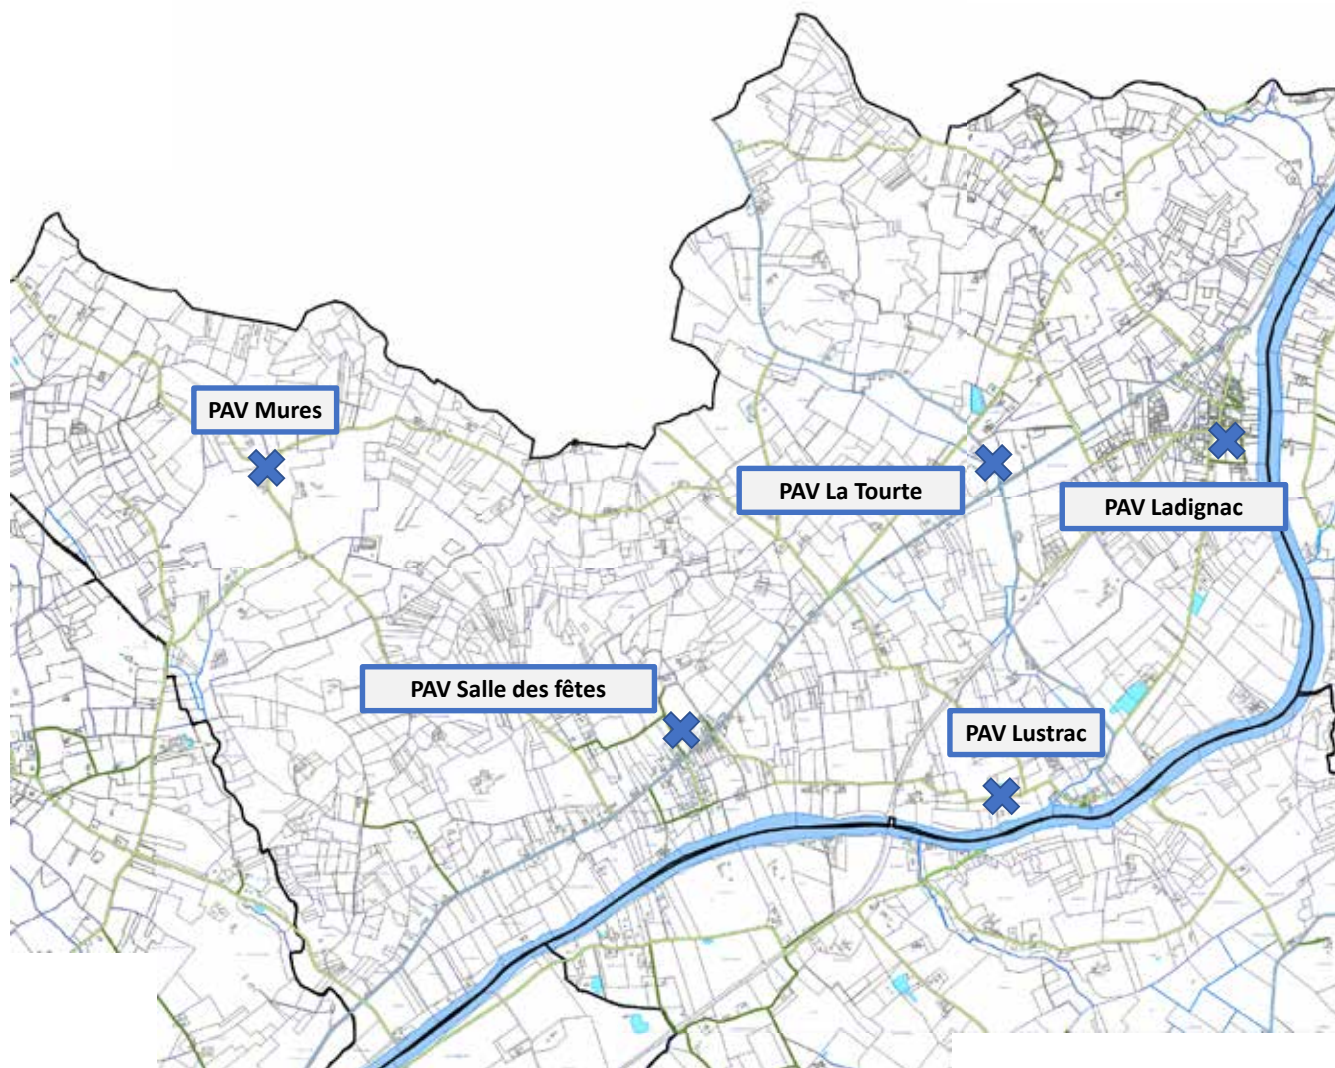 PAV Mures
PAV La Tourte
PAV Ladignac
PAV Salle des fêtes
PAV Lustrac